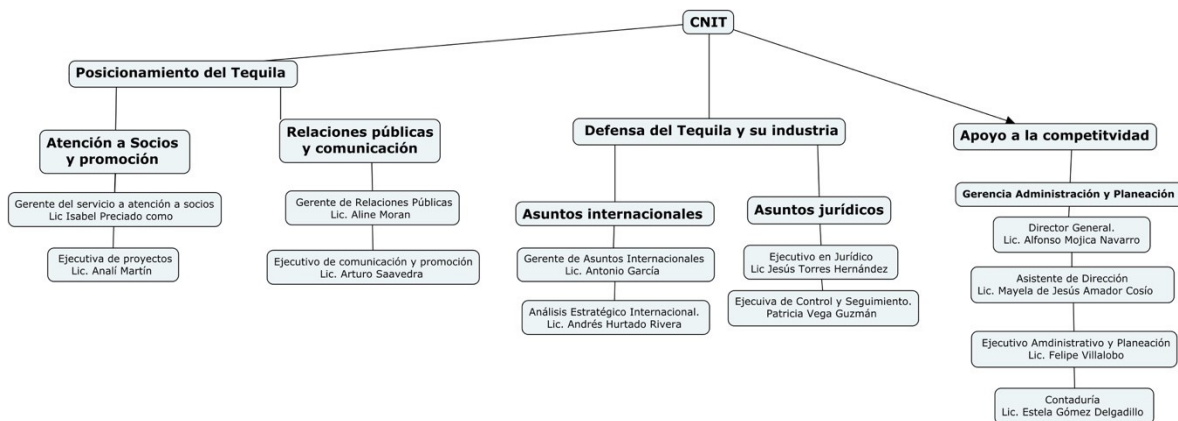 CNIT
Posicionamiento del Tequila
Atención a Socios
y promoción
Gerente del servicio a atención a socios
Lic Isabel Preciado como
Ejecutiva de proyectos
Lic. Analí Martín
Relaciones públicas
y comunicación
Gerente de Relaciones Públicas
Lic. Aline Moran
Ejecutivo de comunicación y promoción
Lic. Arturo Saavedra
Defensa del Tequila y su industria
Asuntos internacionales
Gerente de Asuntos Internacionales
Lic. Antonio García
Análisis Estratégico Internacional.
Lic. Andrés Hurtado Rivera
Asuntos jurídicos
Ejecutivo en Jurídico
Lic Jesús Torres Hernández
Ejecuiva de Control y Seguimiento.
Patricia Vega Guzmán
Apoyo a la competitvidad
Gerencia Administración y Planeación
Director General.
Lic. Alfonso Mojica Navarro
Asistente de Dirección
Lic. Mayela de Jesús Amador Cosío
Ejecutivo Amdinistrativo y Planeación
Lic. Felipe Villalobo
Contaduría
Lic. Estela Gómez Delgadillo